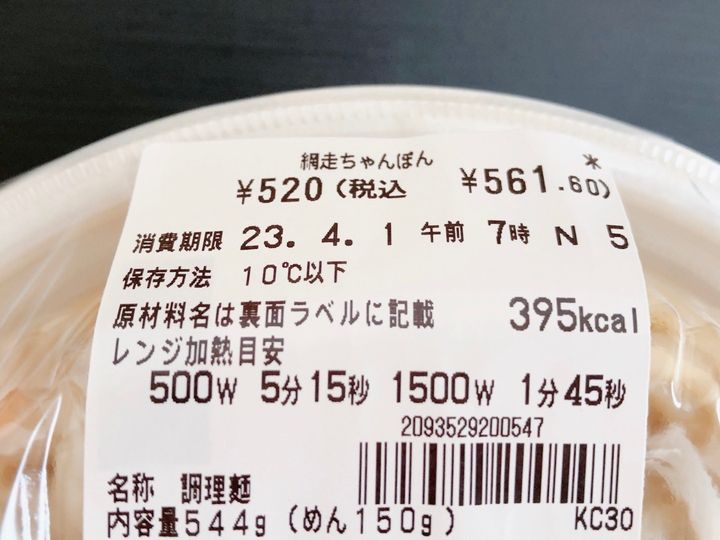 網走ちゃんぽん
¥520(税込 ¥561.60) *
消費期限 23. 4. 1 午前 7時 N 5
保存方法 10℃以下
原材料名は裏面ラベルに記載 395kcal
レンジ加熱目安
500W 5分15秒 1500W 1分45秒
2093529200547
名称 調理麺
内容量544g(めん150g) KC30